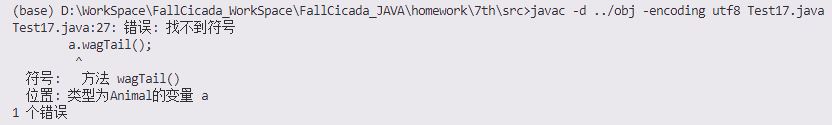 (base) D:\WorkSpace\FallCicada_WorkSpace\FallCicada_JAVA\homework\7th\src>javac -d ../obj -encoding utf8 Test17.java
Test17.java:27: 错误: 找不到符号
        a.wagTail();
         ^
  符号:   方法 wagTail()
  位置: 类型为Animal的变量 a
1 个错误